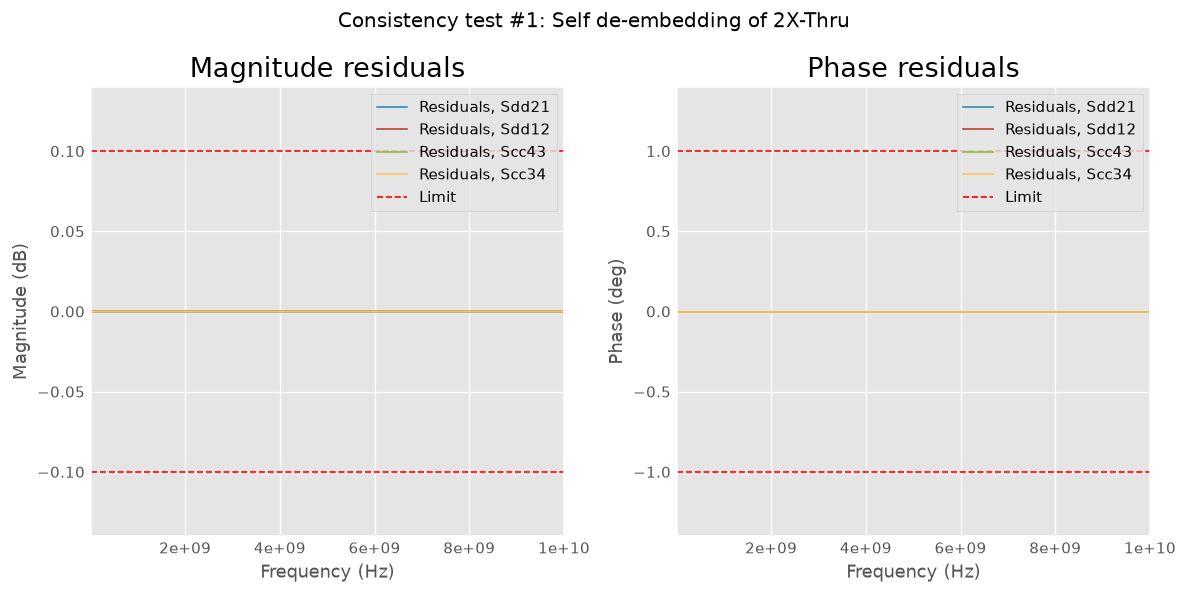 Consistency test #1: Self de-embedding of 2X-Thru
Magnitude residuals
Residuals, Sdd21
Residuals, Sdd12
Residuals, Scc43
Residuals, Scc34
Limit
0.10
0.05
0.00
−0.05
−0.10
Magnitude (dB)
2e+09
4e+09
6e+09
8e+09
1e+10
Frequency (Hz)
Phase residuals
Residuals, Sdd21
Residuals, Sdd12
Residuals, Scc43
Residuals, Scc34
Limit
1.0
0.5
0.0
−0.5
−1.0
Phase (deg)
2e+09
4e+09
6e+09
8e+09
1e+10
Frequency (Hz)